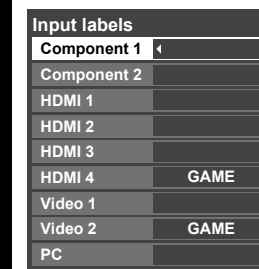 Input labels
Component 1
Component 2
HDMI 1
HDMI 2
HDMI 3
HDMI 4 GAME
Video 1
Video 2 GAME
PC